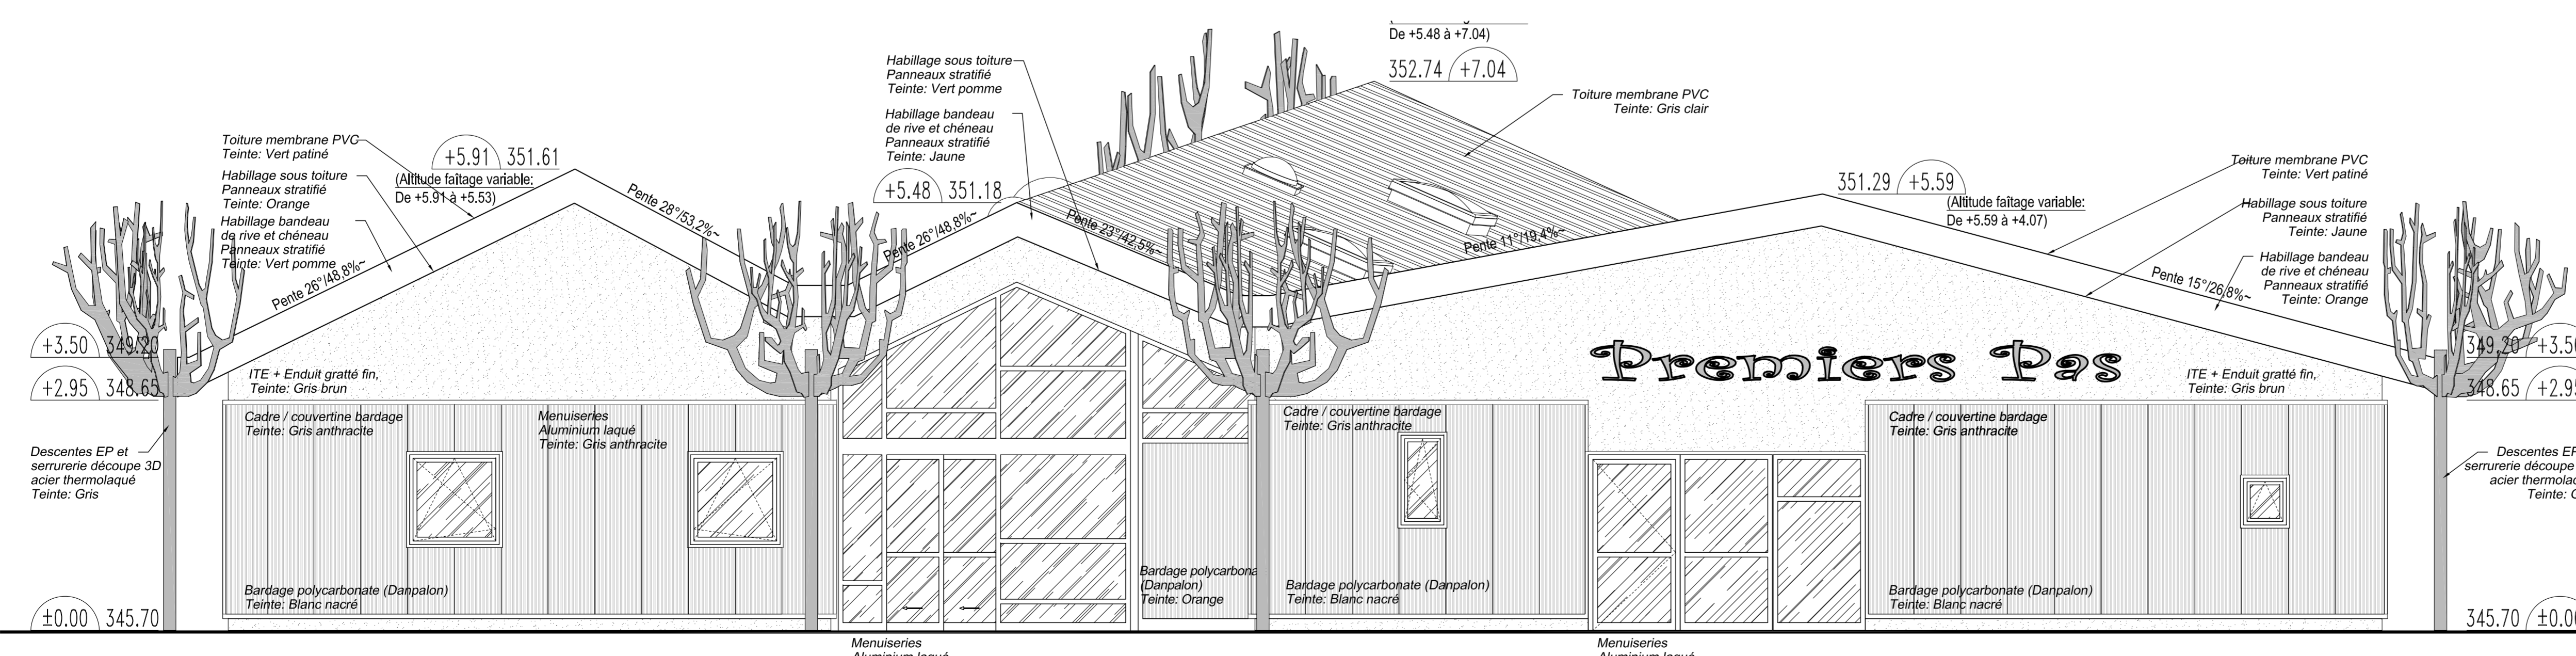 De +5.48 à +7.04)
352.74 +7.04
Habillage sous toiture
Panneaux stratifié
Teinte: Vert pomme
Habillage bandeau
de rive et chéneau
Panneaux stratifié
Teinte: Jaune
+5.48 351.18
Toiture membrane PVC
Teinte: Gris clair
Toiture membrane PVC
Teinte: Vert patiné
Habillage sous toiture
Panneaux stratifié
Teinte: Orange
Habillage bandeau
de rive et chéneau
Panneaux stratifié
Teinte: Vert pomme
+5.91 351.61
(Altitude faîtage variable:
De +5.91 à +5.53)
Pente 26°/48,8%~
Pente 28°/53,2%~
Pente 26°/48,8%~
Pente 23°/42,5%~
Pente 11°/19,4%~
351.29 +5.59
(Altitude faîtage variable:
De +5.59 à +4.07)
Toiture membrane PVC
Teinte: Vert patiné
Habillage sous toiture
Panneaux stratifié
Teinte: Jaune
Habillage bandeau
de rive et chéneau
Panneaux stratifié
Teinte: Orange
Pente 15°/26,8%~
+3.50 349.20
+2.95 348.65
349.20 +3.50
348.65 +2.95
Premiers Pas
ITE + Enduit gratté fin,
Teinte: Gris brun
ITE + Enduit gratté fin,
Teinte: Gris brun
Cadre / couvertine bardage
Teinte: Gris anthracite
Menuiseries
Aluminium laqué
Teinte: Gris anthracite
Cadre / couvertine bardage
Teinte: Gris anthracite
Cadre / couvertine bardage
Teinte: Gris anthracite
Descentes EP et
serrurerie découpe 3D
acier thermolaqué
Teinte: Gris
Descentes EP
serrurerie découpe
acier thermolaq
Teinte: G
Bardage polycarbonate (Danpalon)
Teinte: Blanc nacré
Bardage polycarbona
(Danpalon)
Teinte: Orange
Bardage polycarbonate (Danpalon)
Teinte: Blanc nacré
Bardage polycarbonate (Danpalon)
Teinte: Blanc nacré
±0.00 345.70
345.70 ±0.00
Menuiseries
Aluminium laqué
Menuiseries
Aluminium laqué